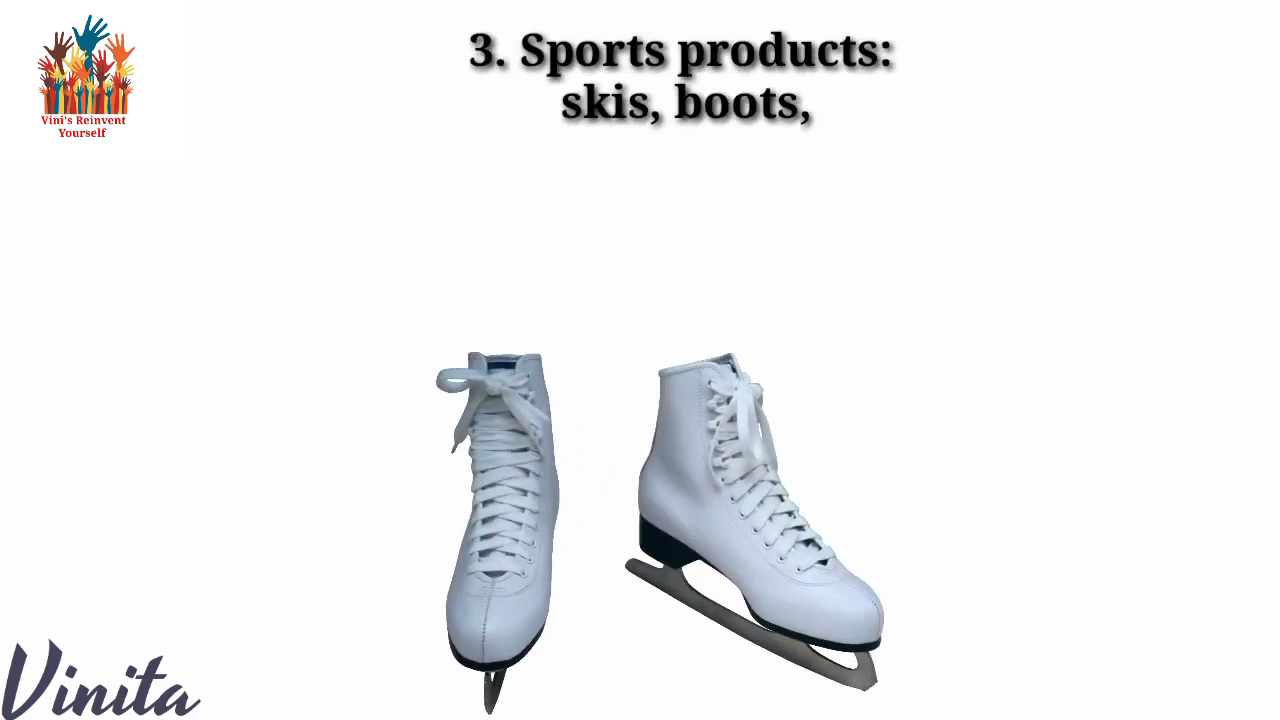 Vini's Reinvent
Yourself
3. Sports products:
skis, boots,
Vinita